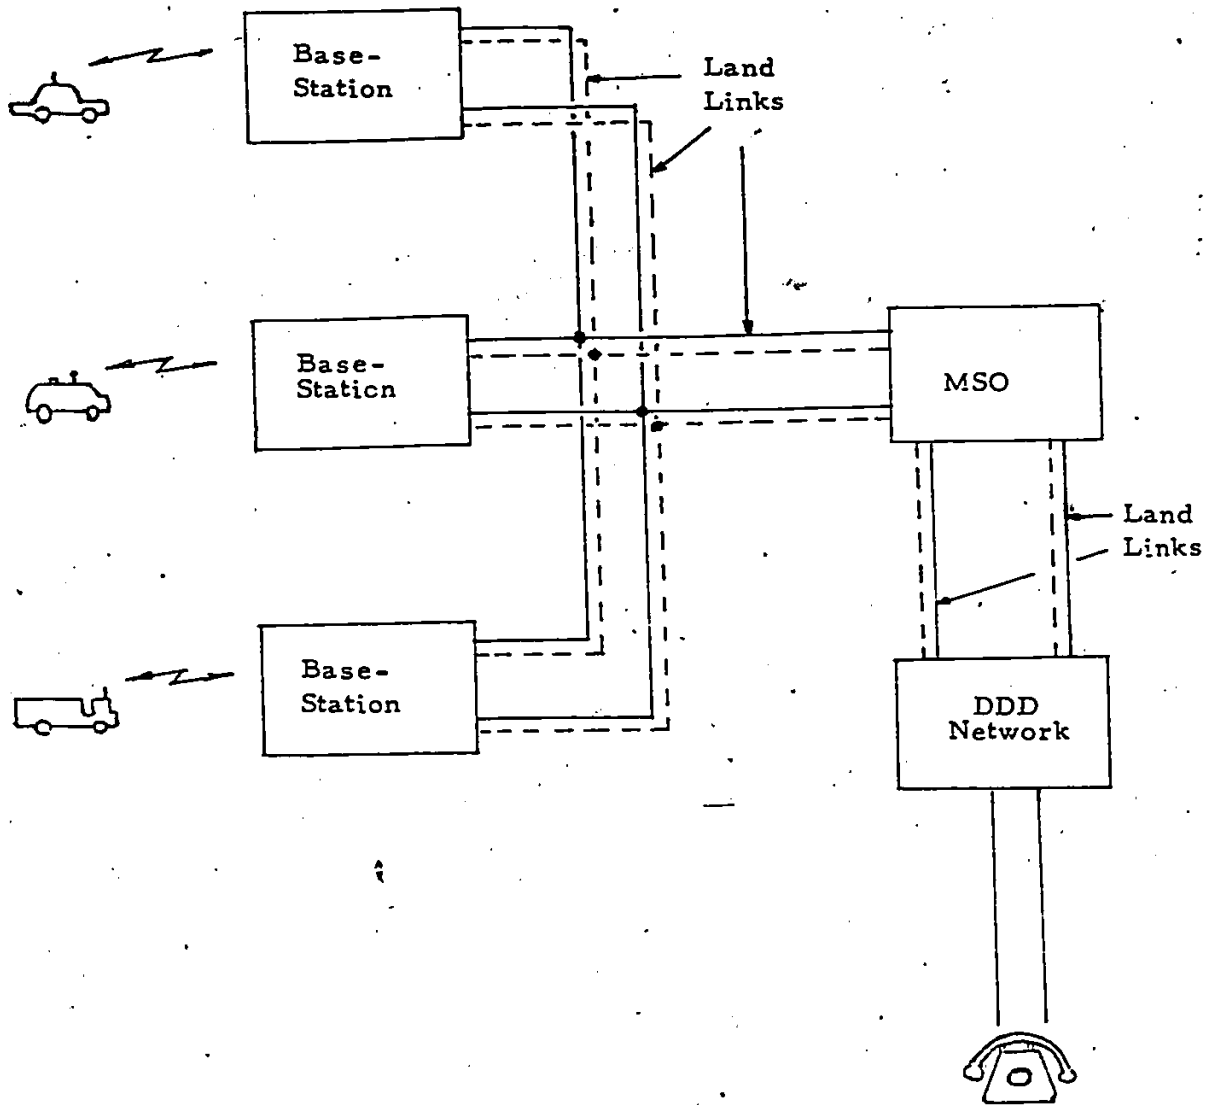 Base-
Station
Land
Links
Base-
Station
MSO
Land
Links
Base-
Station
DDD
Network